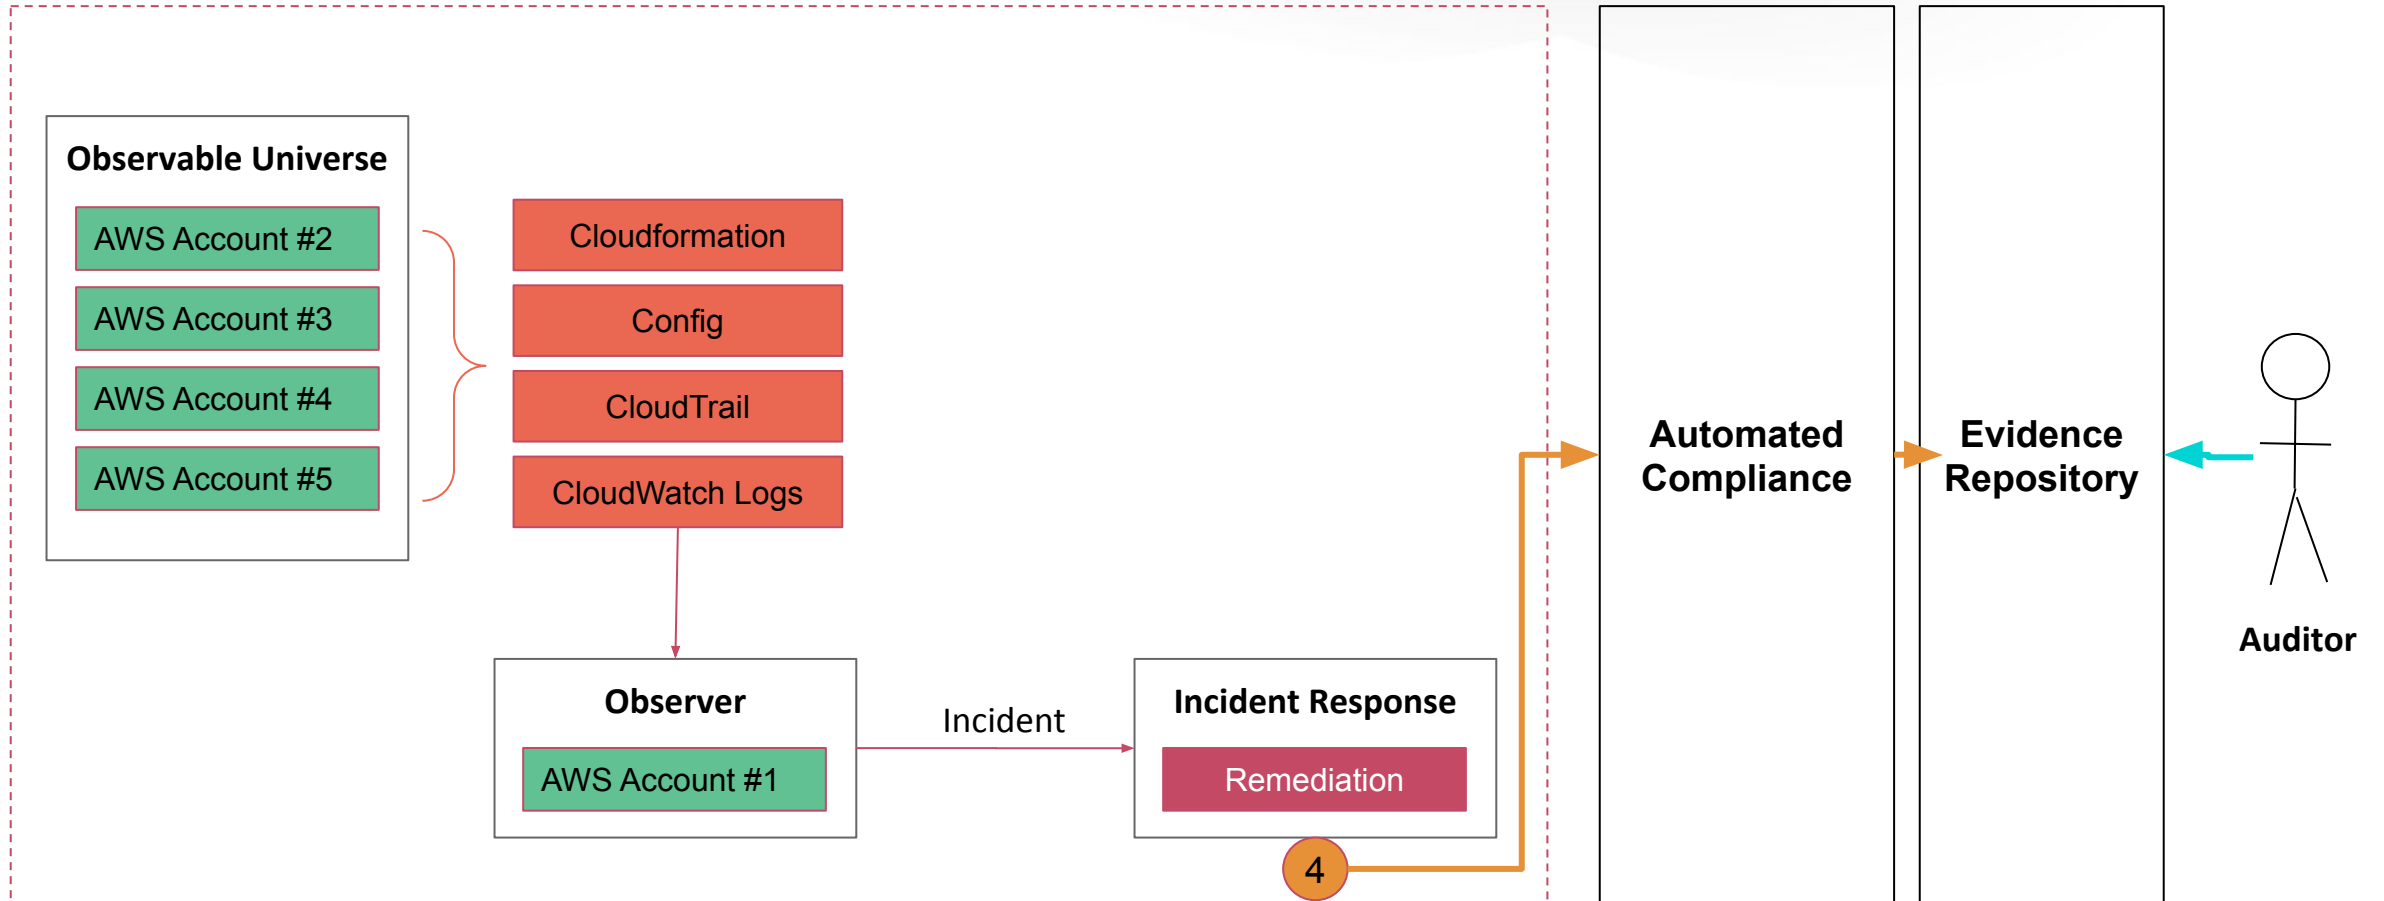 Observable Universe
AWS Account #2
AWS Account #3
AWS Account #4
AWS Account #5
Cloudformation
Config
CloudTrail
CloudWatch Logs
Observer
AWS Account #1
Incident
Incident Response
Remediation
4
Automated
Compliance
Evidence
Repository
Auditor